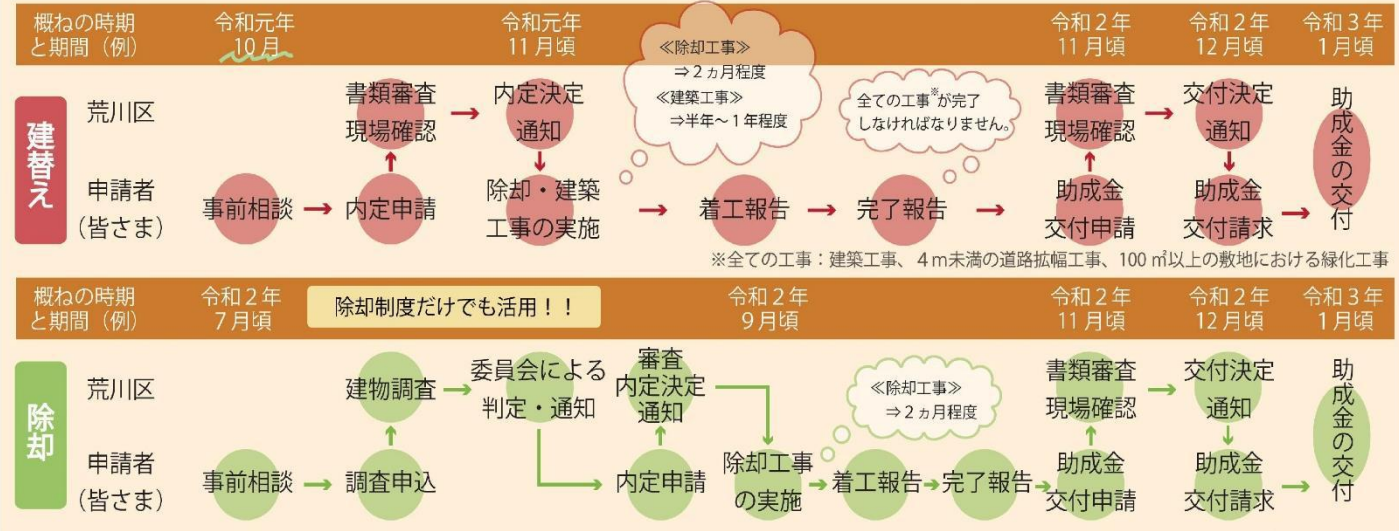 概ねの時期
と期間（例）
令和元年
10月
令和元年
11月頃
令和２年
11月頃
令和２年
12月頃
令和３年
1月頃
≪除却工事≫
⇒２ヵ月程度
≪建築工事≫
⇒半年～１年程度
全ての工事※が完了
しなければなりません。
建替え
荒川区
書類審査
現場確認
内定決定
通知
書類審査
現場確認
交付決定
通知
助成金の交付
申請者
（皆さま）
事前相談
内定申請
除却・建築
工事の実施
着工報告
完了報告
助成金
交付申請
助成金
交付請求
※全ての工事：建築工事、４ｍ未満の道路拡幅工事、100㎡以上の敷地における緑化工事
概ねの時期
と期間（例）
令和２年
7月頃
除却制度だけでも活用！！
令和２年
9月頃
令和２年
11月頃
令和２年
12月頃
令和３年
1月頃
除却
荒川区
建物調査
委員会による
判定・通知
審査
内定決定
通知
≪除却工事≫
⇒２ヵ月程度
書類審査
現場確認
交付決定
通知
助成金の交付
申請者
（皆さま）
事前相談
調査申込
内定申請
除却工事
の実施
着工報告
完了報告
助成金
交付申請
助成金
交付請求